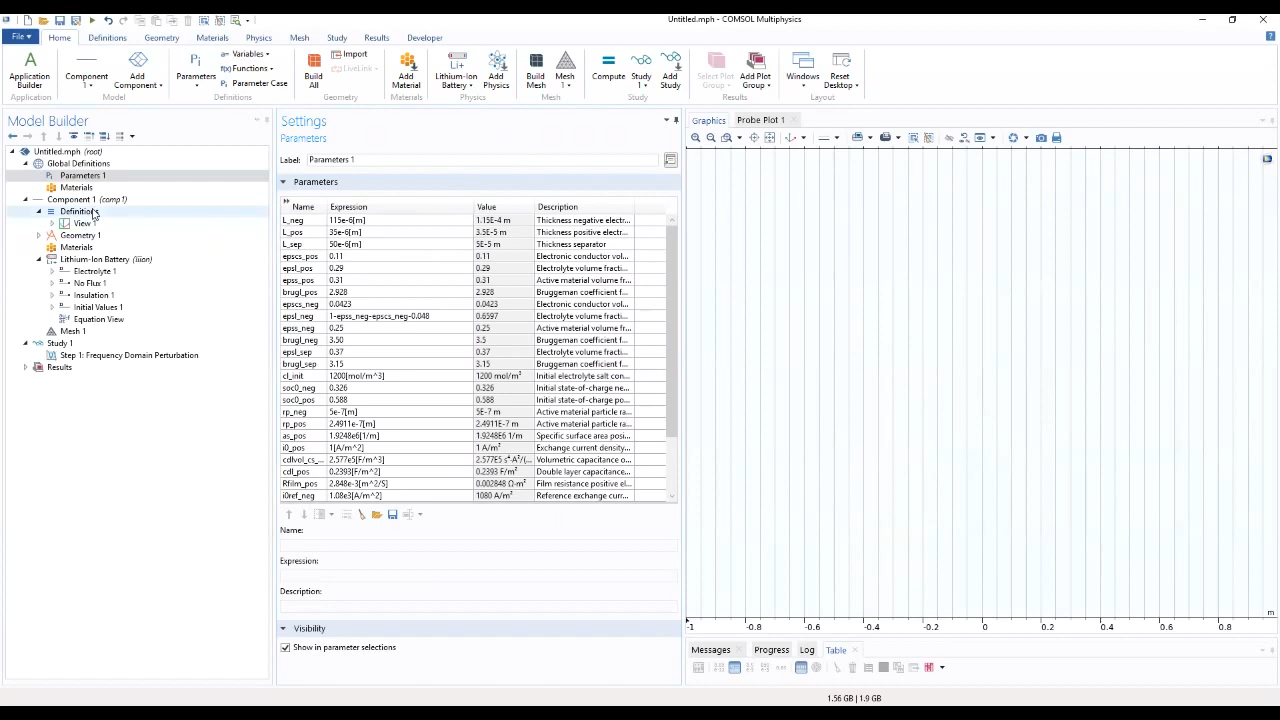 Untitled.mph - COMSOL Multiphysics
File Home Definitions Geometry Materials Physics Mesh Study Results Developer
Application Builder
Component 1
Add Component
Parameters
Variables
Functions
Parameter Case
Build All
Import
LiveLink
Add Material
Lithium-Ion Battery
Add Physics
Build Mesh
Mesh 1
Compute
Study 1
Add Study
Select Plot Group
Add Plot Group
Windows
Reset Desktop
Application Model Definitions Geometry Materials Physics Mesh Study Results Layout
Model Builder
Untitled.mph (root)
Global Definitions
Pi Parameters 1
Materials
Component 1 (comp1)
Definitions
View 1
Geometry 1
Materials
Lithium-Ion Battery (liion)
Electrolyte 1
No Flux 1
Insulation 1
Initial Values 1
Equation View
Mesh 1
Study 1
Step 1: Frequency Domain Perturbation
Results
Settings
Parameters
Label: Parameters 1
Parameters
Name Expression Value Description
L_neg 115e-6[m] 1.15E-4 m Thickness negative electr...
L_pos 35e-6[m] 3.5E-5 m Thickness positive electr...
L_sep 50e-6[m] 5E-5 m Thickness separator
epscs_pos 0.11 0.11 Electronic conductor vol...
epsl_pos 0.29 0.29 Electrolyte volume fracti...
epss_pos 0.31 0.31 Active material volume fr...
brugl_pos 2.928 2.928 Bruggeman coefficient f...
epscs_neg 0.0423 0.0423 Electronic conductor vol...
epsl_neg 1-epss_neg-epscs_neg-0.048 0.6597 Electrolyte volume fracti...
epss_neg 0.25 0.25 Active material volume fr...
brugl_neg 3.50 3.5 Bruggeman coefficient f...
epsl_sep 0.37 0.37 Electrolyte volume fracti...
brugl_sep 3.15 3.15 Bruggeman coefficient f...
cl_init 1200[mol/m^3] 1200 mol/m³ Initial electrolyte salt con...
soc0_neg 0.326 0.326 Initial state-of-charge ne...
soc0_pos 0.588 0.588 Initial state-of-charge po...
rp_neg 5e-7[m] 5E-7 m Active material particle ra...
rp_pos 2.4911e-7[m] 2.4911E-7 m Active material particle ra...
as_pos 1.9248e6[1/m] 1.9248E6 1/m Specific surface area posi...
i0_pos 1[A/m^2] 1 A/m² Exchange current density...
cdlvol_cs_... 2.577e5[F/m^3] 2.577E5 s⁴·A²/(... Volumetric capacitance o...
cdl_pos 0.2393[F/m^2] 0.2393 F/m² Double layer capacitance...
Rfilm_pos 2.848e-3[m^2/S] 0.002848 Ω·m² Film resistance positive el...
i0ref_neg 1.08e3[A/m^2] 1080 A/m² Reference exchange curr...
Name:
Expression:
Description:
Visibility
Show in parameter selections
Graphics Probe Plot 1
m
-1 -0.8 -0.6 -0.4 -0.2 0 0.2 0.4 0.6 0.8
Messages Progress Log Table
1.56 GB | 1.9 GB